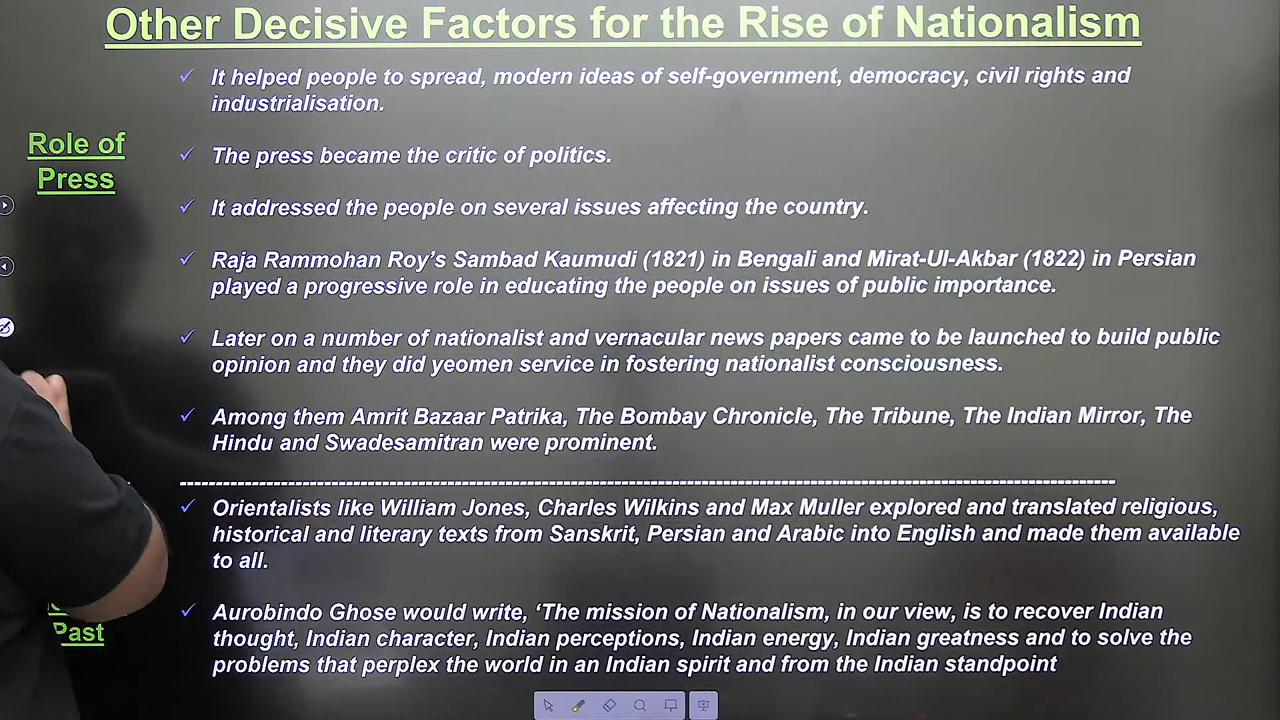 Other Decisive Factors for the Rise of Nationalism
Role of
Press
✓ It helped people to spread, modern ideas of self-government, democracy, civil rights and
industrialisation.
✓ The press became the critic of politics.
✓ It addressed the people on several issues affecting the country.
✓ Raja Rammohan Roy's Sambad Kaumudi (1821) in Bengali and Mirat-Ul-Akbar (1822) in Persian
played a progressive role in educating the people on issues of public importance.
✓ Later on a number of nationalist and vernacular news papers came to be launched to build public
opinion and they did yeomen service in fostering nationalist consciousness.
✓ Among them Amrit Bazaar Patrika, The Bombay Chronicle, The Tribune, The Indian Mirror, The
Hindu and Swadesamitran were prominent.
Past
✓ Orientalists like William Jones, Charles Wilkins and Max Muller explored and translated religious,
historical and literary texts from Sanskrit, Persian and Arabic into English and made them available
to all.
✓ Aurobindo Ghose would write, ‘The mission of Nationalism, in our view, is to recover Indian
thought, Indian character, Indian perceptions, Indian energy, Indian greatness and to solve the
problems that perplex the world in an Indian spirit and from the Indian standpoint